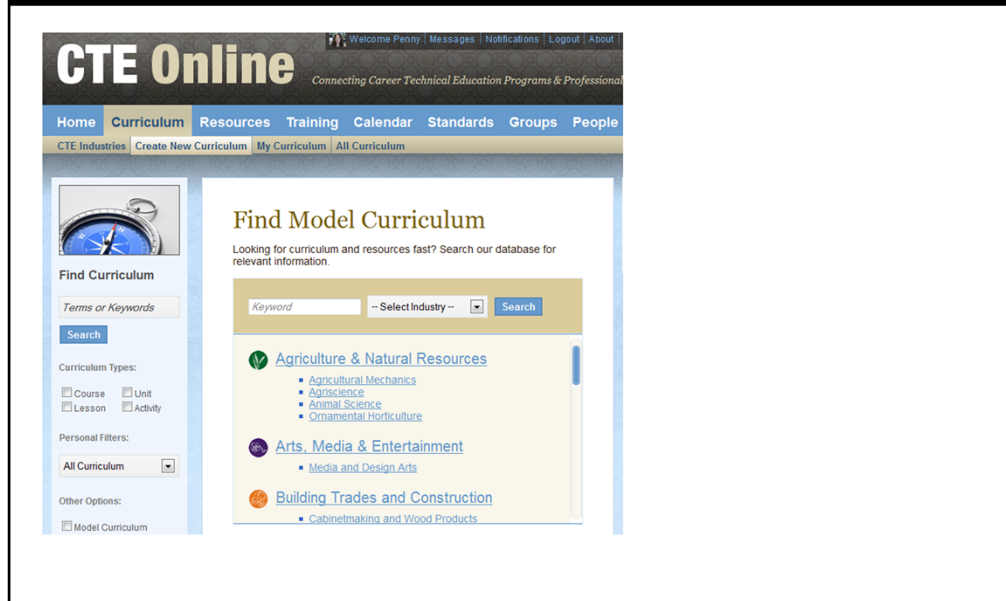 Welcome Penny | Messages | Notifications | Logout | About |
CTE Online
Connecting Career Technical Education Programs & Professional
Home Curriculum Resources Training Calendar Standards Groups People
CTE Industries Create New Curriculum My Curriculum All Curriculum
Find Curriculum
Terms or Keywords
Search
Curriculum Types:
Course Unit
Lesson Activity
Personal Filters:
All Curriculum
Other Options:
Model Curriculum
Find Model Curriculum
Looking for curriculum and resources fast? Search our database for
relevant information.
Keyword -- Select Industry -- Search
Agriculture & Natural Resources
Agricultural Mechanics
Agriscience
Animal Science
Ornamental Horticulture
Arts, Media & Entertainment
Media and Design Arts
Building Trades and Construction
Cabinetmaking and Wood Products